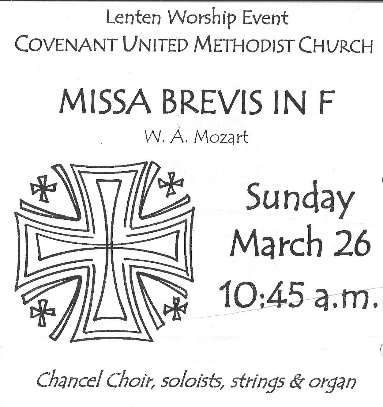 Lenten Worship Event
COVENANT UNITED METHODIST CHURCH
MISSA BREVIS IN F
W. A. Mozart
Sunday
March 26
10:45 a.m.
Chancel Choir, soloists, strings & organ